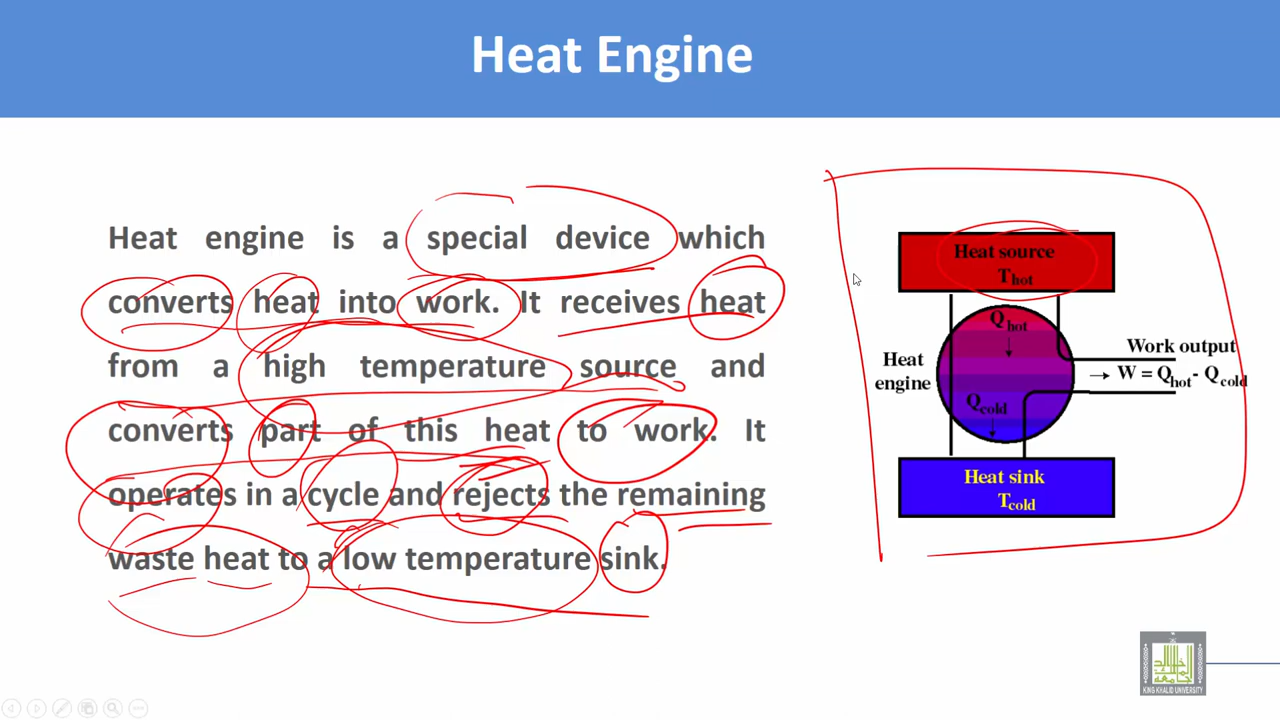 Heat Engine
Heat engine is a special device which
converts heat into work. It receives heat
from a high temperature source and
converts part of this heat to work. It
operates in a cycle and rejects the remaining
waste heat to a low temperature sink.
Heat source
Thot
Qhot
Heat
engine
Work output
→ W = Qhot - Qcold
Qcold
Heat sink
Tcold
KING KHALID UNIVERSITY